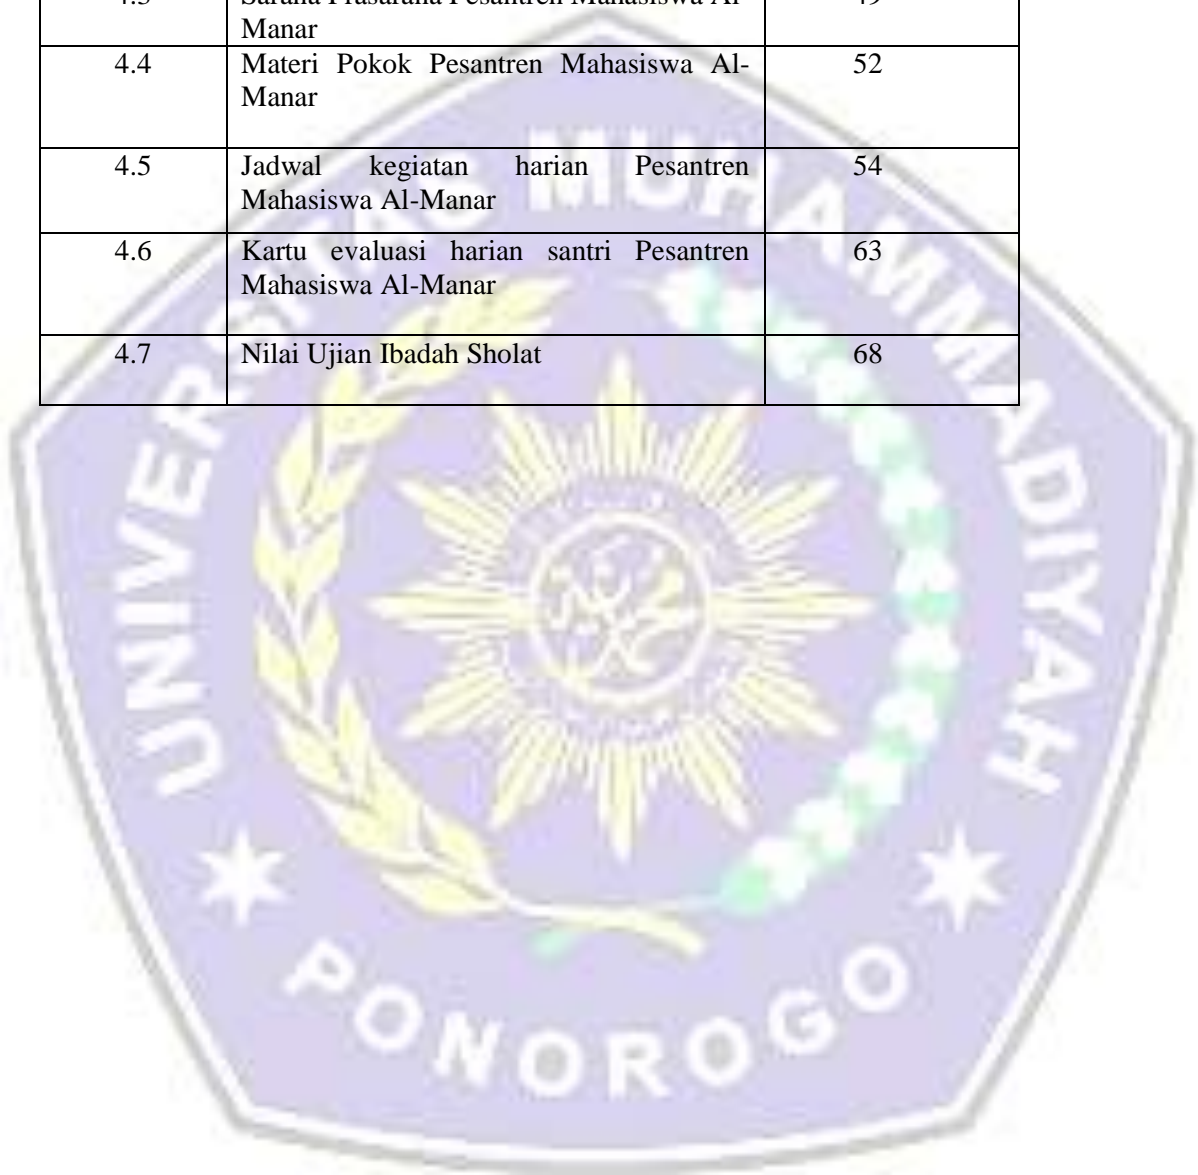 Manar
4.4 Materi Pokok Pesantren Mahasiswa Al- 52
Manar
4.5 Jadwal kegiatan harian Pesantren 54
Mahasiswa Al-Manar
4.6 Kartu evaluasi harian santri Pesantren 63
Mahasiswa Al-Manar
4.7 Nilai Ujian Ibadah Sholat 68
UNIVERSITAS MUHAMMADIYAH
PONOROGO